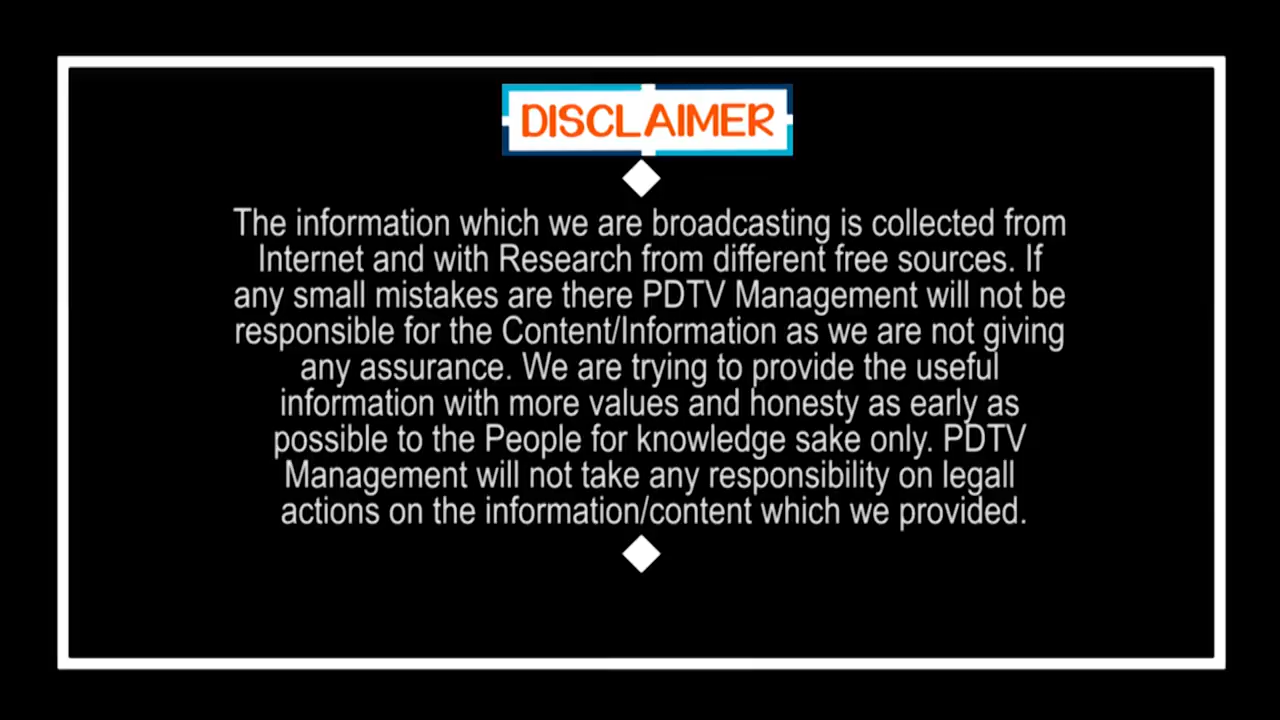 DISCLAIMER
The information which we are broadcasting is collected from
Internet and with Research from different free sources. If
any small mistakes are there PDTV Management will not be
responsible for the Content/Information as we are not giving
any assurance. We are trying to provide the useful
information with more values and honesty as early as
possible to the People for knowledge sake only. PDTV
Management will not take any responsibility on legall
actions on the information/content which we provided.